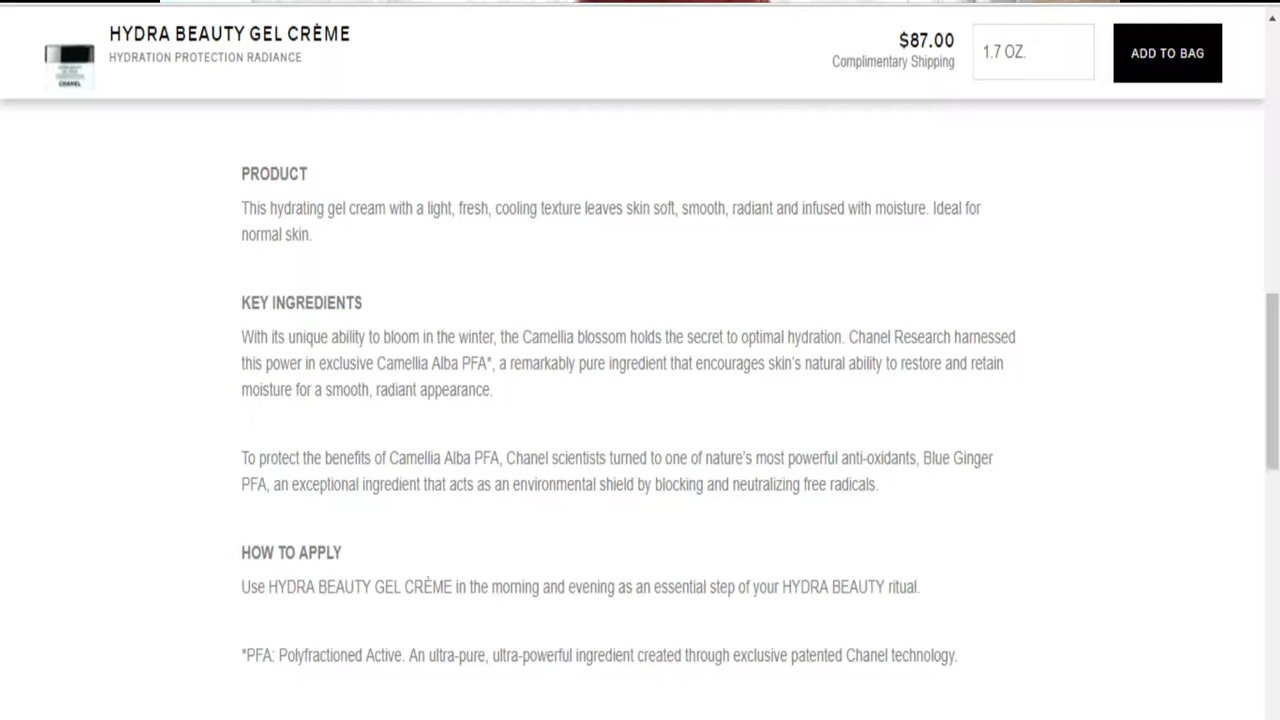 HYDRA BEAUTY GEL CRÈME
HYDRATION PROTECTION RADIANCE
$87.00
Complimentary Shipping
1.7 OZ.
ADD TO BAG
CHANEL
PRODUCT
This hydrating gel cream with a light, fresh, cooling texture leaves skin soft, smooth, radiant and infused with moisture. Ideal for
normal skin.
KEY INGREDIENTS
With its unique ability to bloom in the winter, the Camellia blossom holds the secret to optimal hydration. Chanel Research harnessed
this power in exclusive Camellia Alba PFA*, a remarkably pure ingredient that encourages skin's natural ability to restore and retain
moisture for a smooth, radiant appearance.
To protect the benefits of Camellia Alba PFA, Chanel scientists turned to one of nature's most powerful anti-oxidants, Blue Ginger
PFA, an exceptional ingredient that acts as an environmental shield by blocking and neutralizing free radicals.
HOW TO APPLY
Use HYDRA BEAUTY GEL CRÈME in the morning and evening as an essential step of your HYDRA BEAUTY ritual.
*PFA: Polyfractioned Active. An ultra-pure, ultra-powerful ingredient created through exclusive patented Chanel technology.